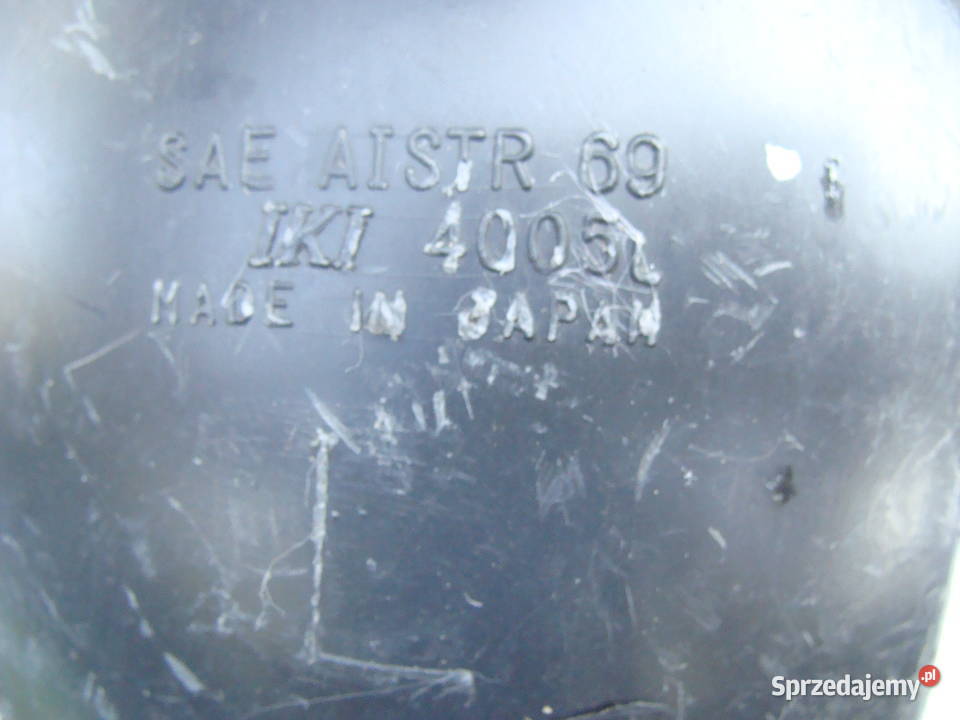 SAE AISTR 69
IKI 4005L
MADE IN JAPAN
Sprzedajemy.pl